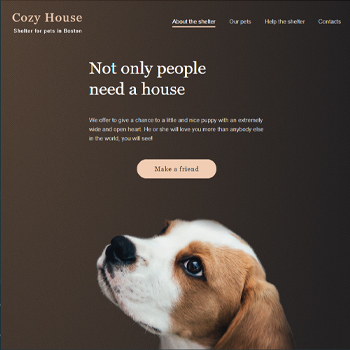 Cozy House
Shelter for pets in Boston
About the shelter
Our pets
Help the shelter
Contacts
Not only people
need a house
We offer to give a chance to a little and nice puppy with an extremely
wide and open heart. He or she will love you more than anybody else
in the world, you will see!
Make a friend